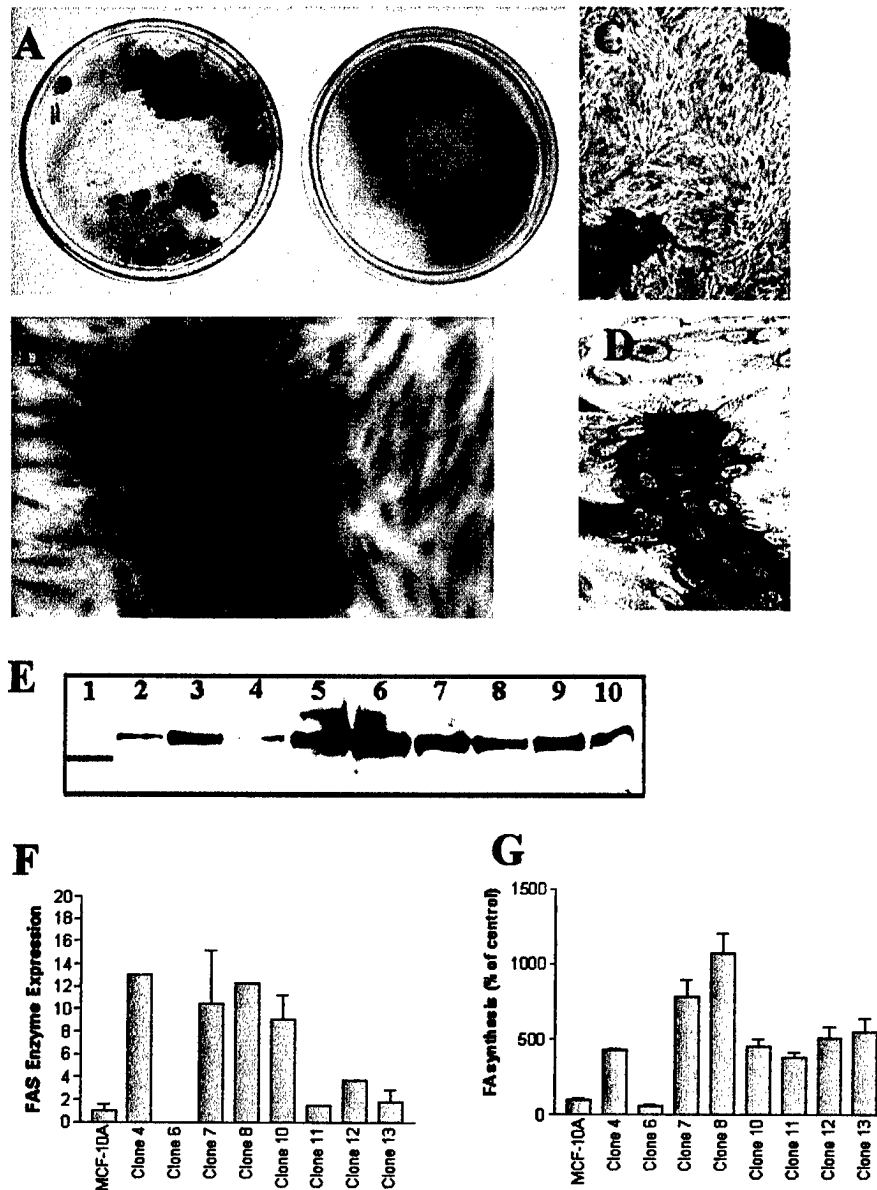 A
C
B
D
E
1 2 3 4 5 6 7 8 9 10
F
FAS Enzyme Expression
20
18
16
14
12
10
8
6
4
2
0
MCF-10A
Clone 4
Clone 6
Clone 7
Clone 8
Clone 10
Clone 11
Clone 12
Clone 13
G
FAsynthesis (% of control)
1500
1000
500
0
MCF-10A
Clone 4
Clone 6
Clone 7
Clone 8
Clone 10
Clone 11
Clone 12
Clone 13